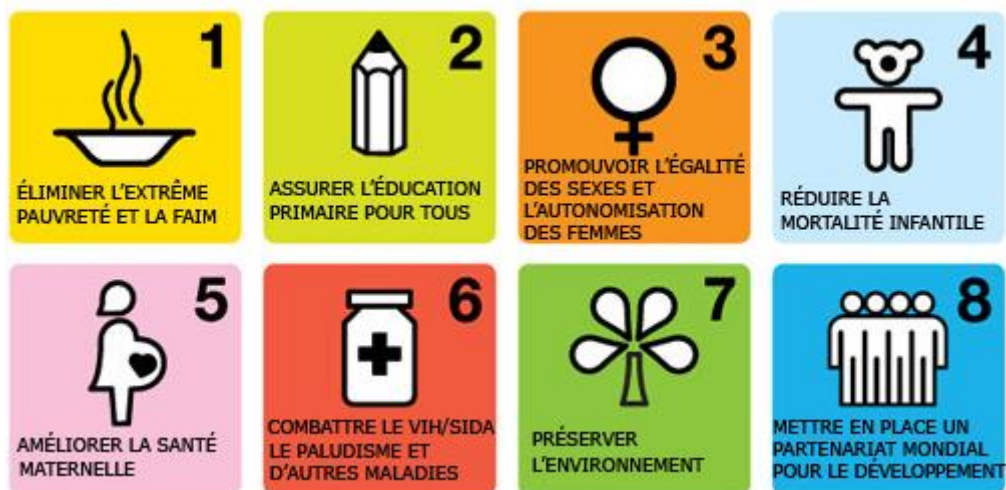 1
ÉLIMINER L'EXTRÊME
PAUVRETÉ ET LA FAIM
2
ASSURER L'ÉDUCATION
PRIMAIRE POUR TOUS
3
PROMOUVOIR L'ÉGALITÉ
DES SEXES ET
L'AUTONOMISATION
DES FEMMES
4
RÉDUIRE LA
MORTALITÉ INFANTILE
5
AMÉLIORER LA SANTÉ
MATERNELLE
6
COMBATTRE LE VIH/SIDA
LE PALUDISME ET
D'AUTRES MALADIES
7
PRÉSERVER
L'ENVIRONNEMENT
8
METTRE EN PLACE UN
PARTENARIAT MONDIAL
POUR LE DÉVELOPPEMENT